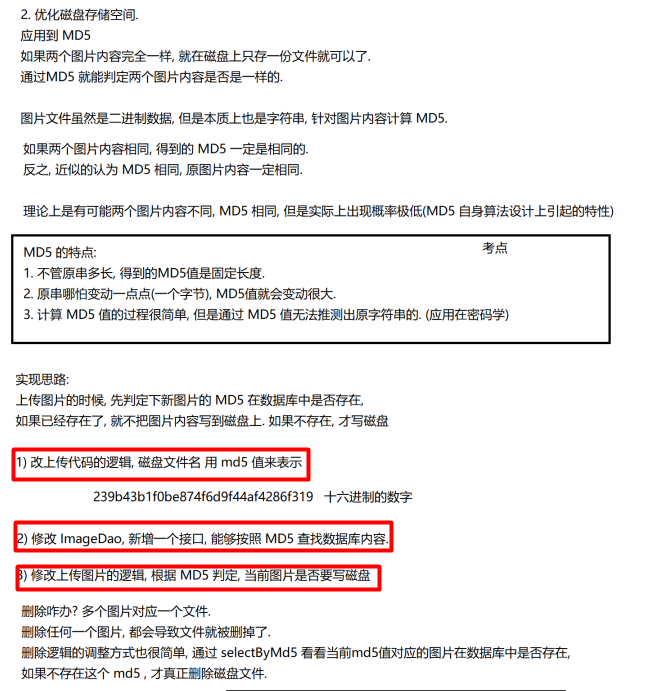 2. 优化磁盘存储空间.
应用到 MD5
如果两个图片内容完全一样, 就在磁盘上只存一份文件就可以了.
通过MD5 就能判定两个图片内容是否是一样的.
图片文件虽然是二进制数据, 但是本质上也是字符串, 针对图片内容计算 MD5.
如果两个图片内容相同, 得到的 MD5 一定是相同的.
反之, 近似的认为 MD5 相同, 原图片内容一定相同.
理论上是有可能两个图片内容不同, MD5 相同, 但是实际上出现概率极低(MD5 自身算法设计上引起的特性)
考点
MD5 的特点:
1. 不管原串多长, 得到的MD5值是固定长度.
2. 原串哪怕变动一点点(一个字节), MD5值就会变动很大.
3. 计算 MD5 值的过程很简单, 但是通过 MD5 值无法推测出原字符串的. (应用在密码学)
实现思路:
上传图片的时候, 先判定下新图片的 MD5 在数据库中是否存在,
如果已经存在了, 就不把图片内容写到磁盘上. 如果不存在, 才写磁盘
1) 改上传代码的逻辑, 磁盘文件名 用 md5 值来表示
239b43b1f0be874f6d9f44af4286f319 十六进制的数字
2) 修改 ImageDao, 新增一个接口, 能够按照 MD5 查找数据库内容.
3) 修改上传图片的逻辑, 根据 MD5 判定, 当前图片是否要写磁盘
删除咋办? 多个图片对应一个文件.
删除任何一个图片, 都会导致文件就被删掉了.
删除逻辑的调整方式也很简单, 通过 selectByMd5 看看当前md5值对应的图片在数据库中是否存在,
如果不存在这个 md5 , 才真正删除磁盘文件.